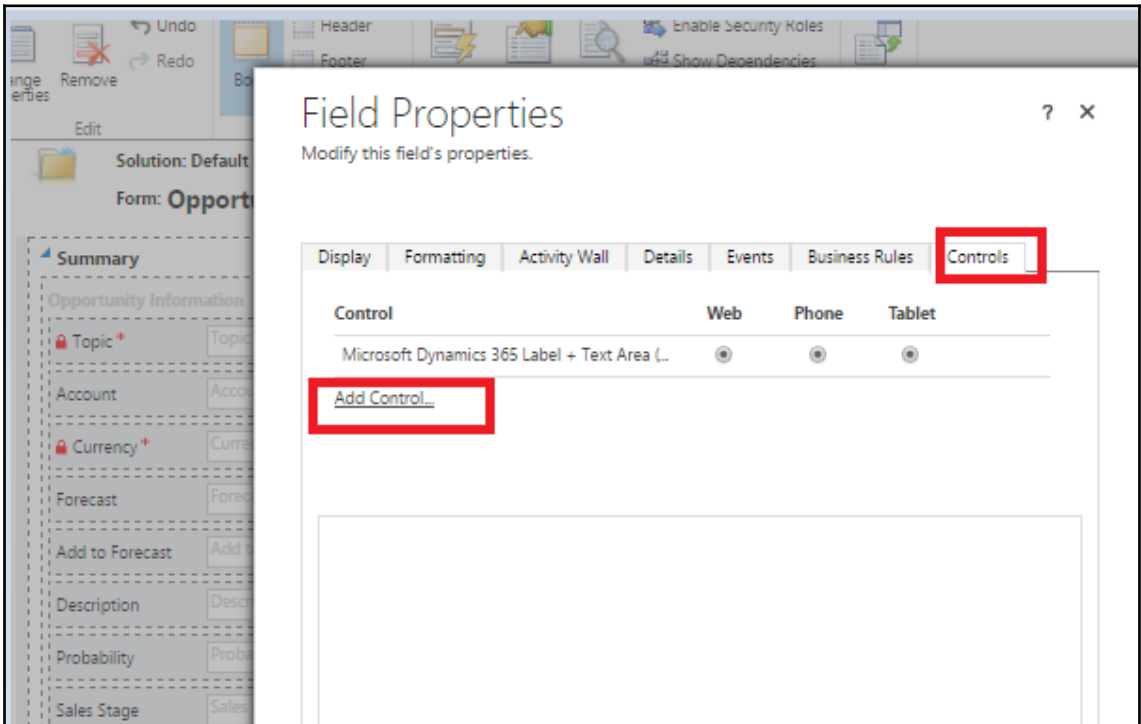 Undo
Redo
Remove
Edit
Header
Footer
Enable Security Roles
Show Dependencies
Solution: Default
Form:
Summary
Opportunity Information
Topic *
Topic
Account
Currency *
Forecast
Add to Forecast
Description
Probability
Sales Stage
Sales
Field Properties
? ×
Modify this field's properties.
Display Formatting Activity Wall Details Events Business Rules Controls
Control Web Phone Tablet
Microsoft Dynamics 365 Label + Text Area (...
Add Control...